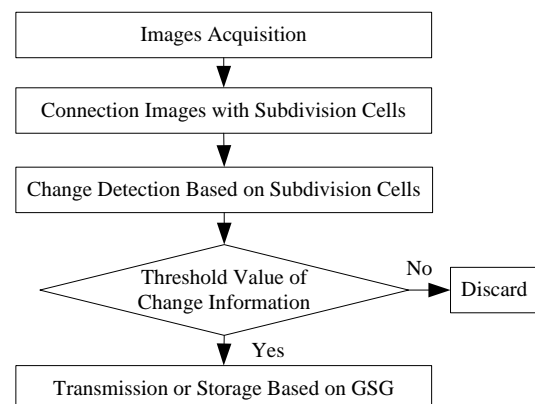 Images Acquisition
Connection Images with Subdivision Cells
Change Detection Based on Subdivision Cells
Threshold Value of
Change Information
No
Discard
Yes
Transmission or Storage Based on GSG